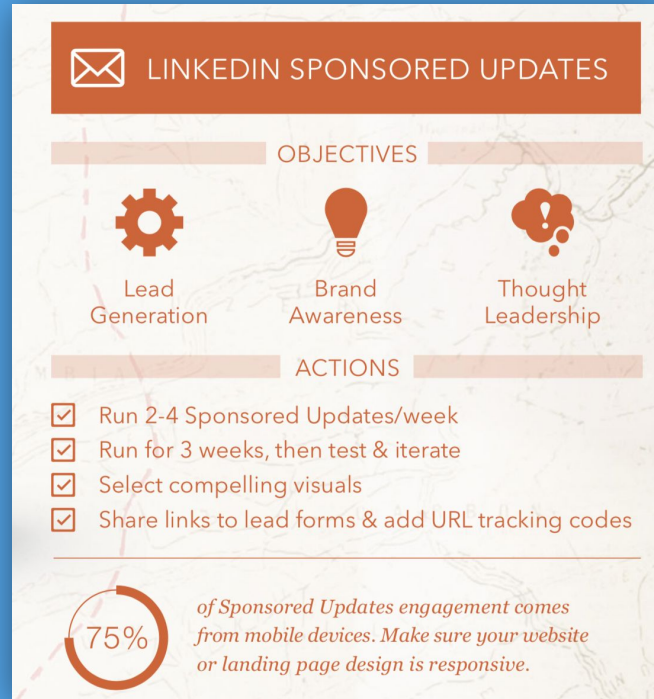 LINKEDIN SPONSORED UPDATES
OBJECTIVES
Lead
Generation
Brand
Awareness
Thought
Leadership
ACTIONS
Run 2-4 Sponsored Updates/week
Run for 3 weeks, then test & iterate
Select compelling visuals
Share links to lead forms & add URL tracking codes
75%
of Sponsored Updates engagement comes
from mobile devices. Make sure your website
or landing page design is responsive.